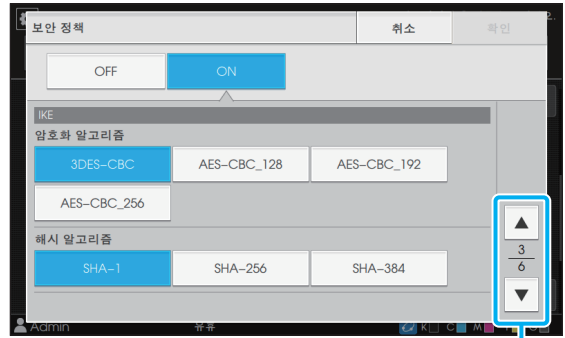 보안 정책 취소 확인
OFF ON
IKE
암호화 알고리즘
3DES-CBC AES-CBC_128 AES-CBC_192
AES-CBC_256
해시 알고리즘
SHA-1 SHA-256 SHA-384
3
6
Admin 유휴 K C M